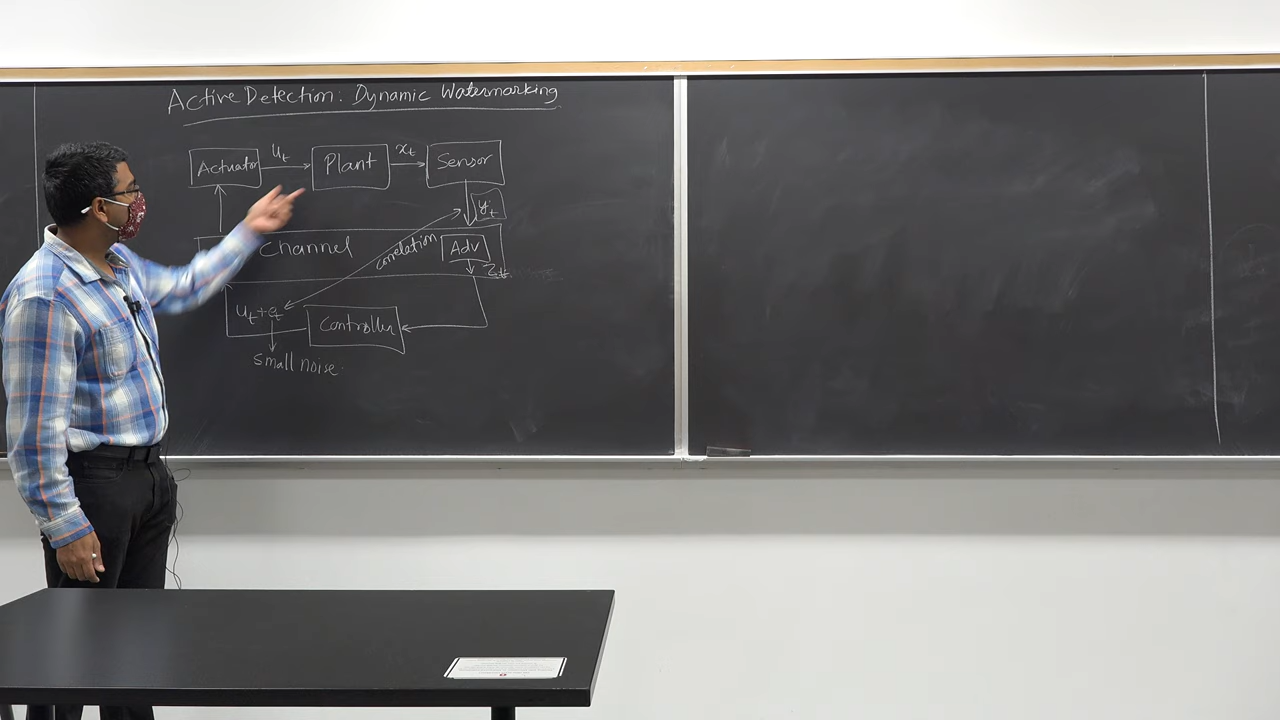 Active Detection: Dynamic Watermarking
Actuator
u_t
Plant
x_t
Sensor
y_t
Channel
correlation
Adv
z_t
u_t + e_t
Controller
small noise